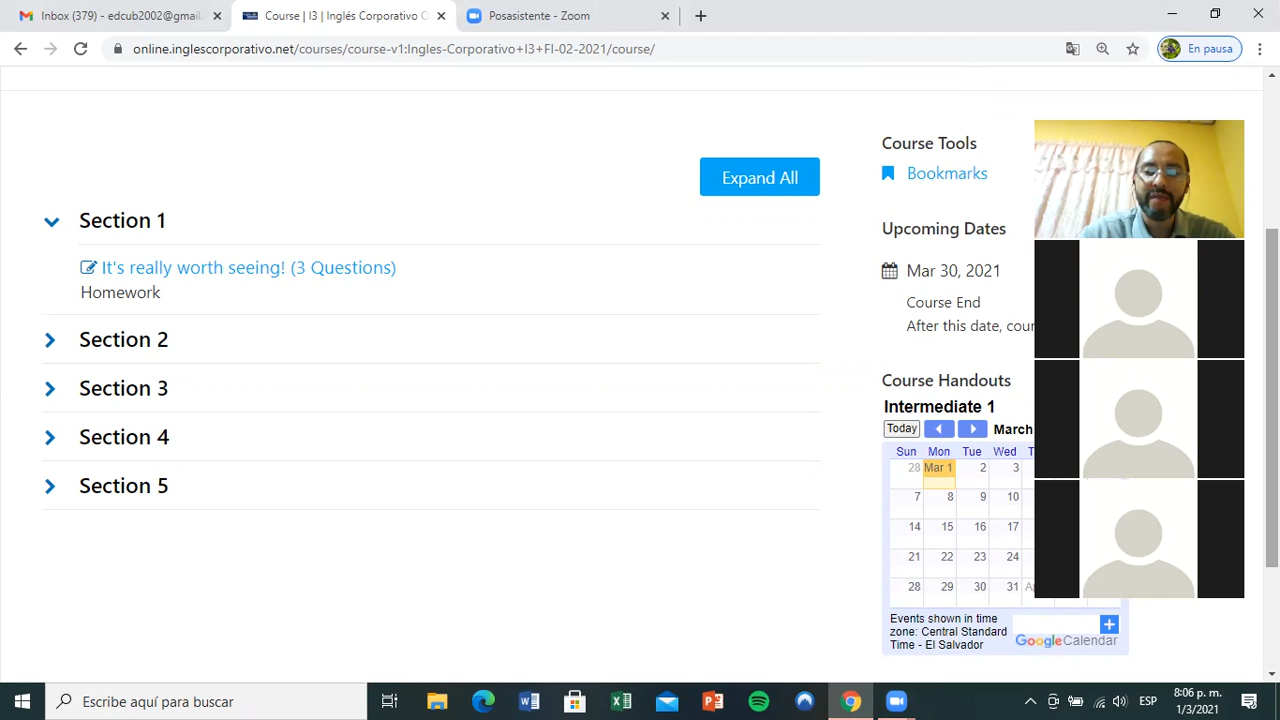 Inbox (379) - edcub2002@gmail.
Course | I3 | Inglés Corporativo O
Posasistente - Zoom
online.inglescorporativo.net/courses/course-v1:Ingles-Corporativo+I3+FI-02-2021/course/
En pausa
Expand All
Section 1
It's really worth seeing! (3 Questions)
Homework
Section 2
Section 3
Section 4
Section 5
Course Tools
Bookmarks
Upcoming Dates
Mar 30, 2021
Course End
After this date, cour
Course Handouts
Intermediate 1
Today March
Sun Mon Tue Wed T
28 Mar 1 2 3
7 8 9 10
14 15 16 17
21 22 23 24
28 29 30 31 A
Events shown in time
zone: Central Standard
Time - El Salvador
Google Calendar
Escribe aquí para buscar
ESP
8:06 p. m.
1/3/2021